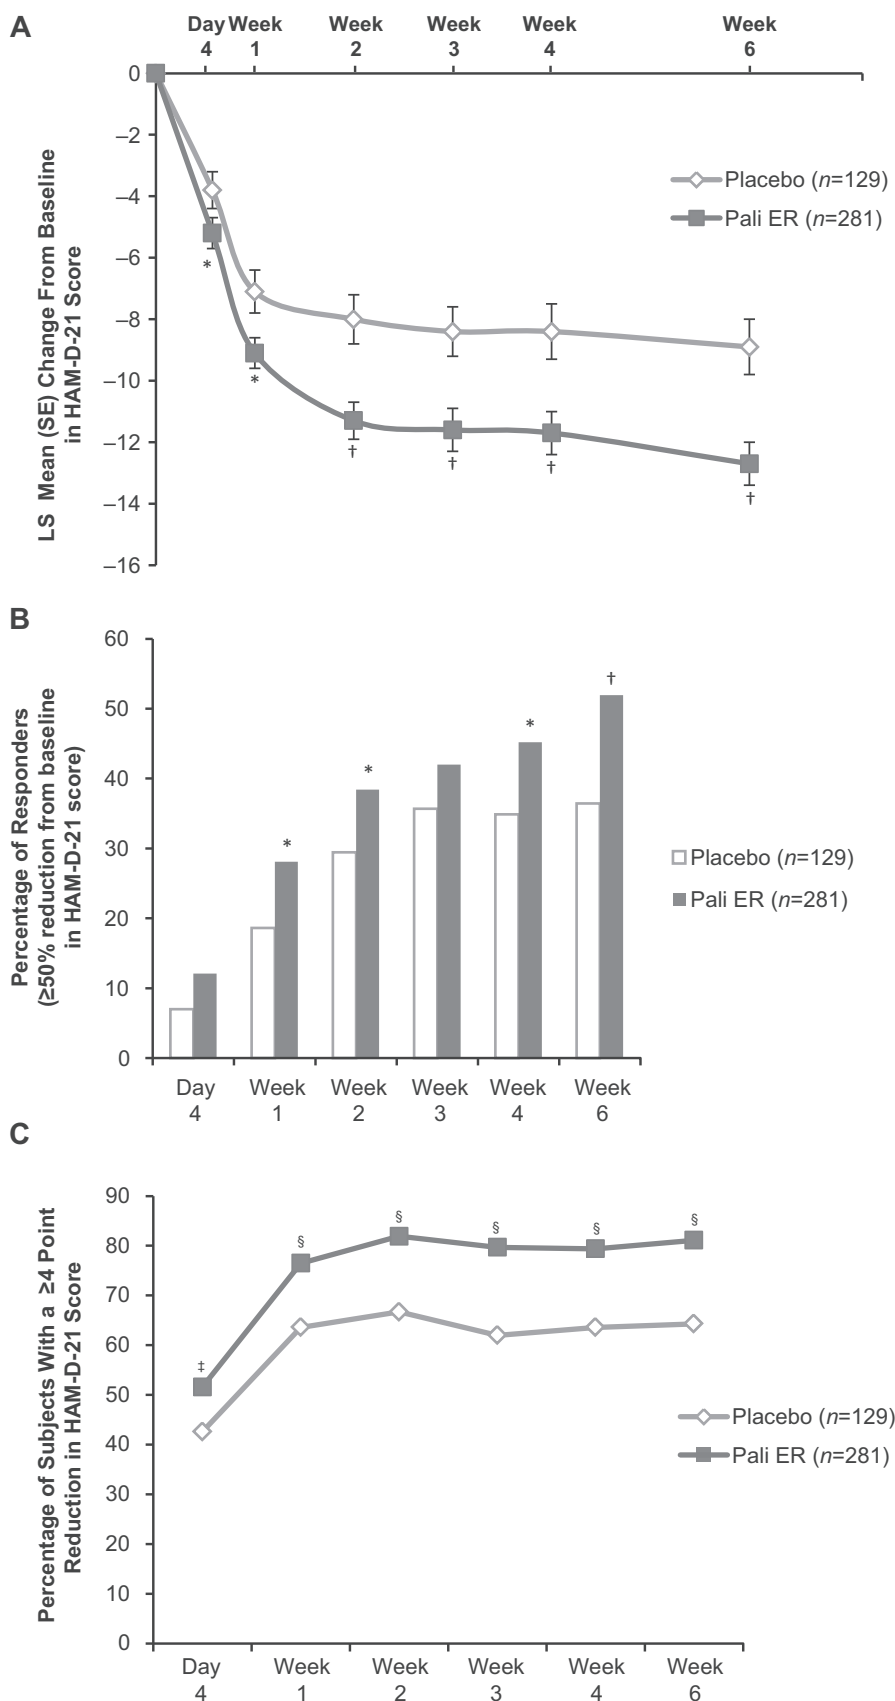 A
Day Week Week Week Week Week
4 1 2 3 4 6
0
–2
–4
–6
–8
–10
–12
–14
–16
LS Mean (SE) Change From Baseline
in HAM-D-21 Score
Placebo (n=129)
Pali ER (n=281)
*
*
†
†
†
†
B
60
50
40
30
20
10
0
Percentage of Responders
(≥50% reduction from baseline
in HAM-D-21 score)
*
*
*
†
Placebo (n=129)
Pali ER (n=281)
Day Week Week Week Week Week
4 1 2 3 4 6
C
90
80
70
60
50
40
30
20
10
0
Percentage of Subjects With a ≥4 Point
Reduction in HAM-D-21 Score
‡
§
§
§
§
§
Placebo (n=129)
Pali ER (n=281)
Day Week Week Week Week Week
4 1 2 3 4 6